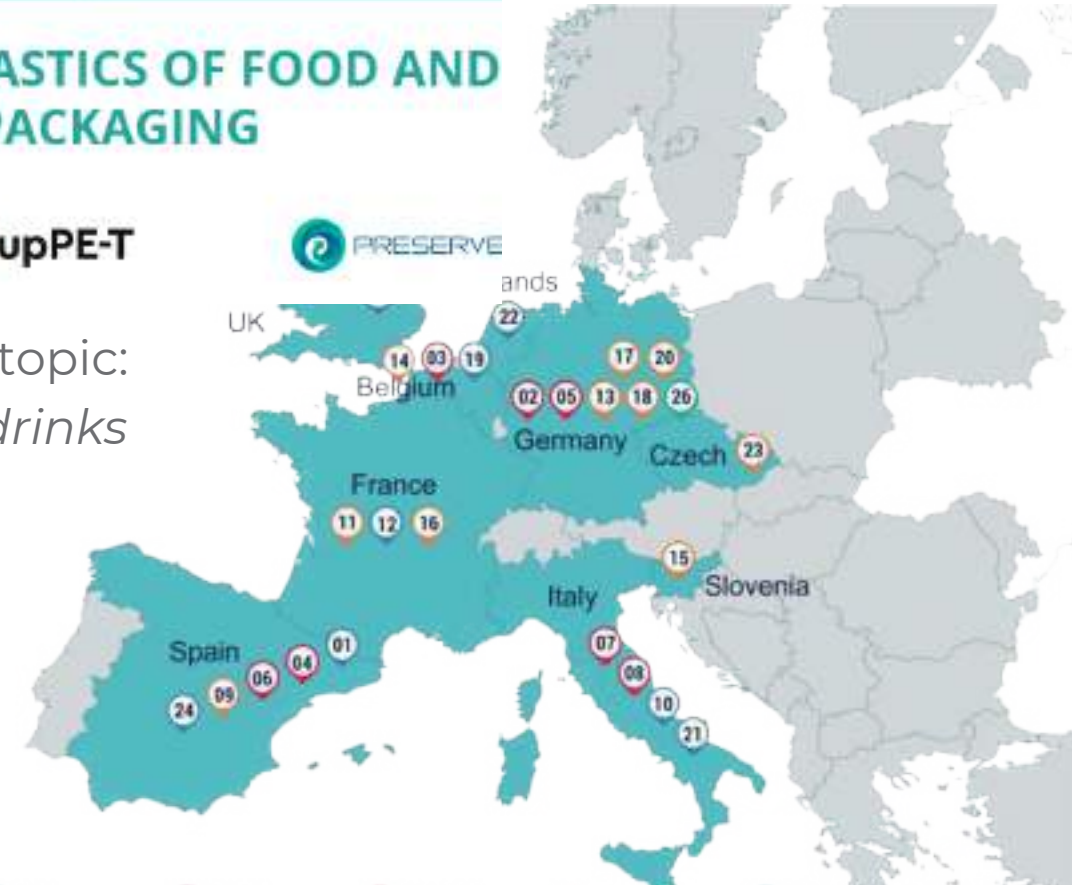 ASTICS OF FOOD AND
PACKAGING
upPE-T
PRESERVE
ands
22
UK
topic:
drinks
14 03 19
Belgium
17 20
02 05 13 18 26
Germany
Czech 23
France
11 12 16
15
Slovenia
Italy
07
08
10
21
Spain
01
04
06
09
24